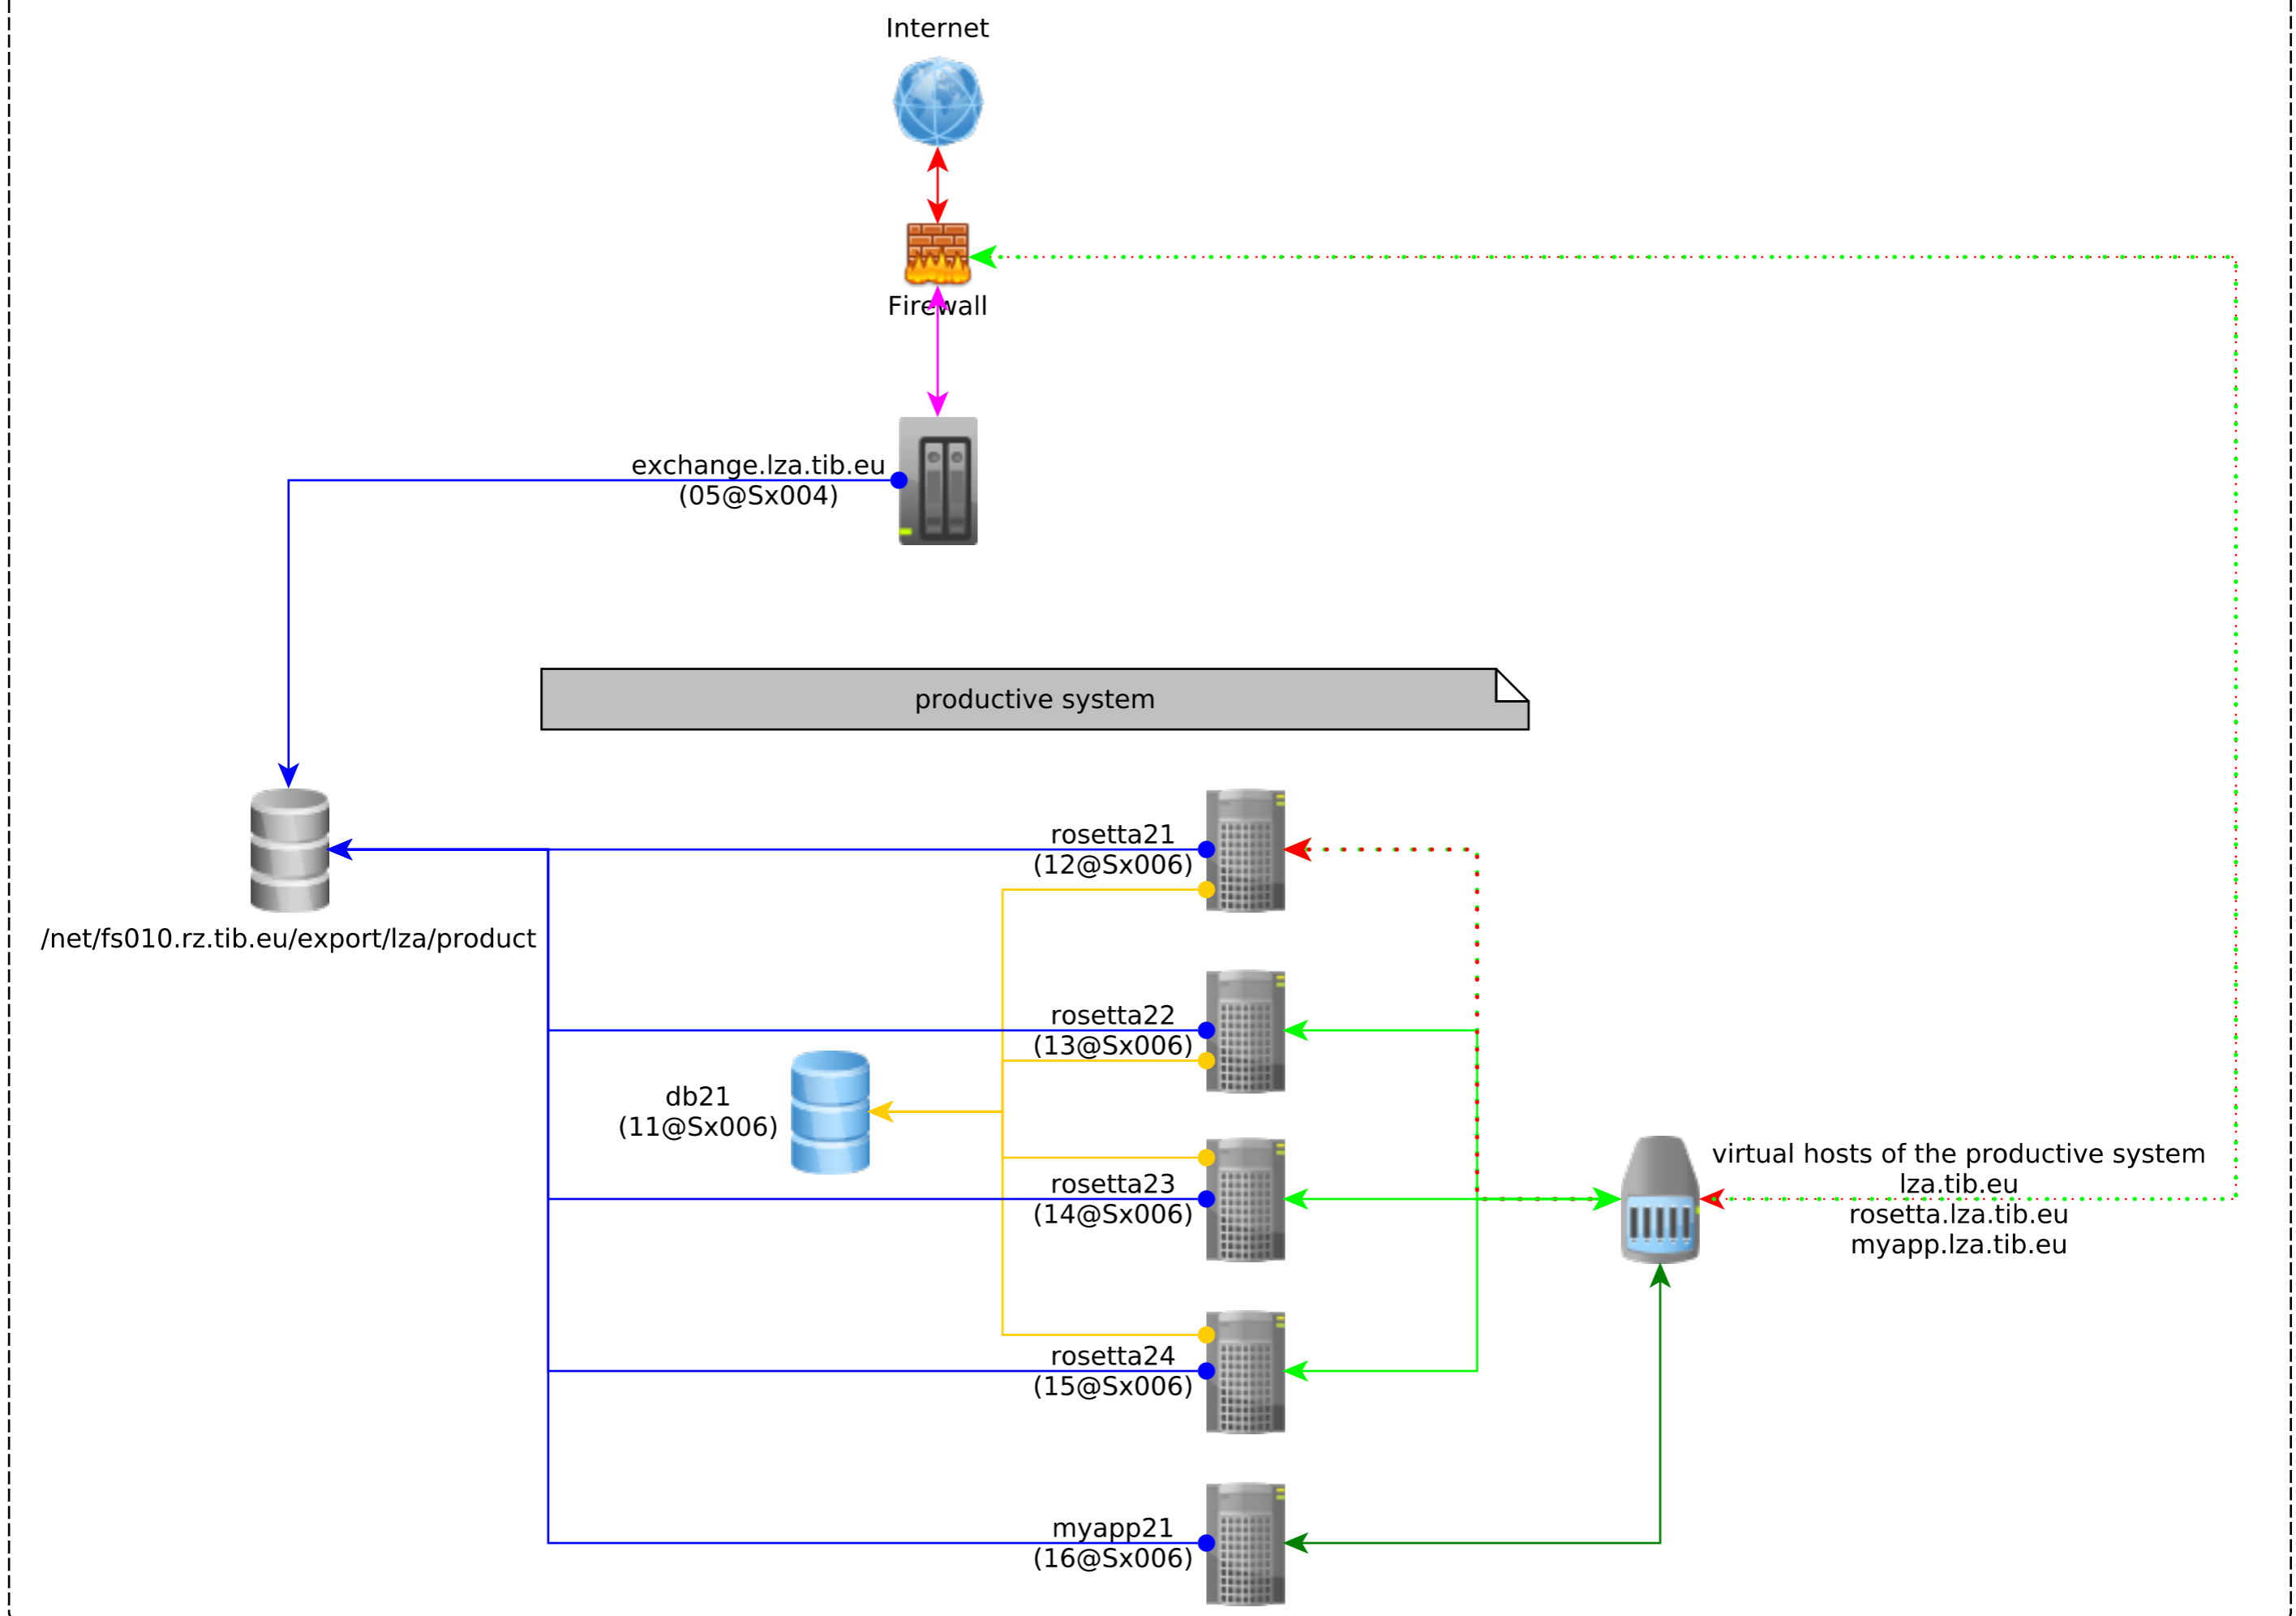 Internet
Firewall
exchange.lza.tib.eu
(05@Sx004)
productive system
rosetta21
(12@Sx006)
/net/fs010.rz.tib.eu/export/lza/product
rosetta22
(13@Sx006)
db21
(11@Sx006)
virtual hosts of the productive system
lza.tib.eu
rosetta.lza.tib.eu
myapp.lza.tib.eu
rosetta23
(14@Sx006)
rosetta24
(15@Sx006)
myapp21
(16@Sx006)